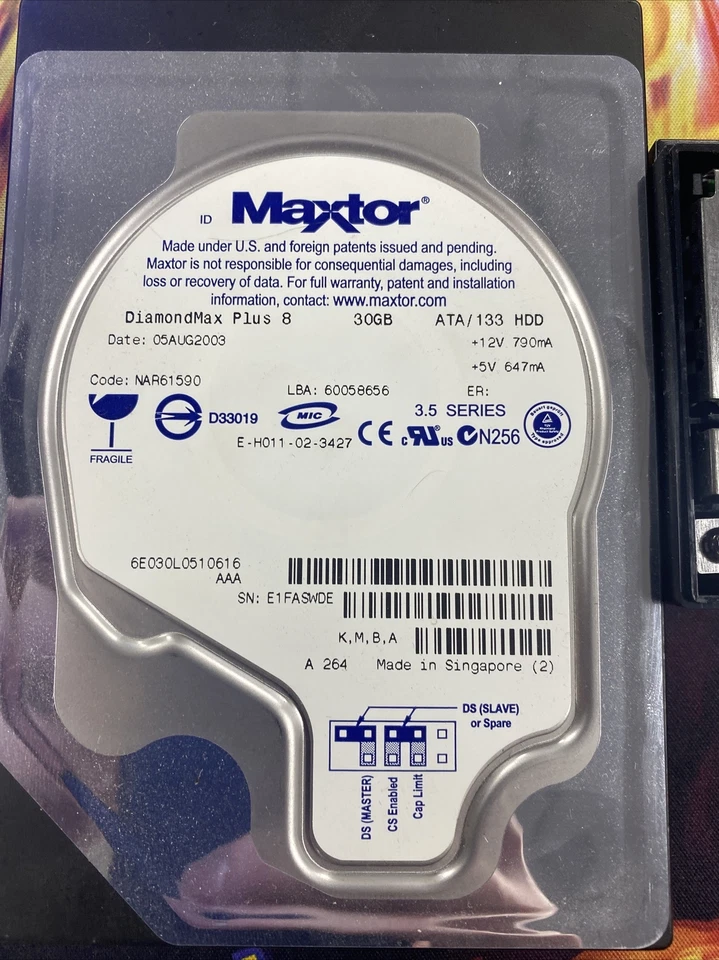 ID Maxtor®
Made under U.S. and foreign patents issued and pending.
Maxtor is not responsible for consequential damages, including
loss or recovery of data. For full warranty, patent and installation
information, contact: www.maxtor.com
DiamondMax Plus 8 30GB ATA/133 HDD
Date: 05AUG2003 +12V 790mA
+5V 647mA
Code: NAR61590 LBA: 60058656 ER:
D33019 MIC 3.5 SERIES
FRAGILE E-H011-02-3427 CE c RU us N256
6E030L0510616
AAA
SN: E1FASWDE
K,M,B,A
A 264 Made in Singapore (2)
DS (SLAVE)
or Spare
DS (MASTER)
CS Enabled
Cap Limit